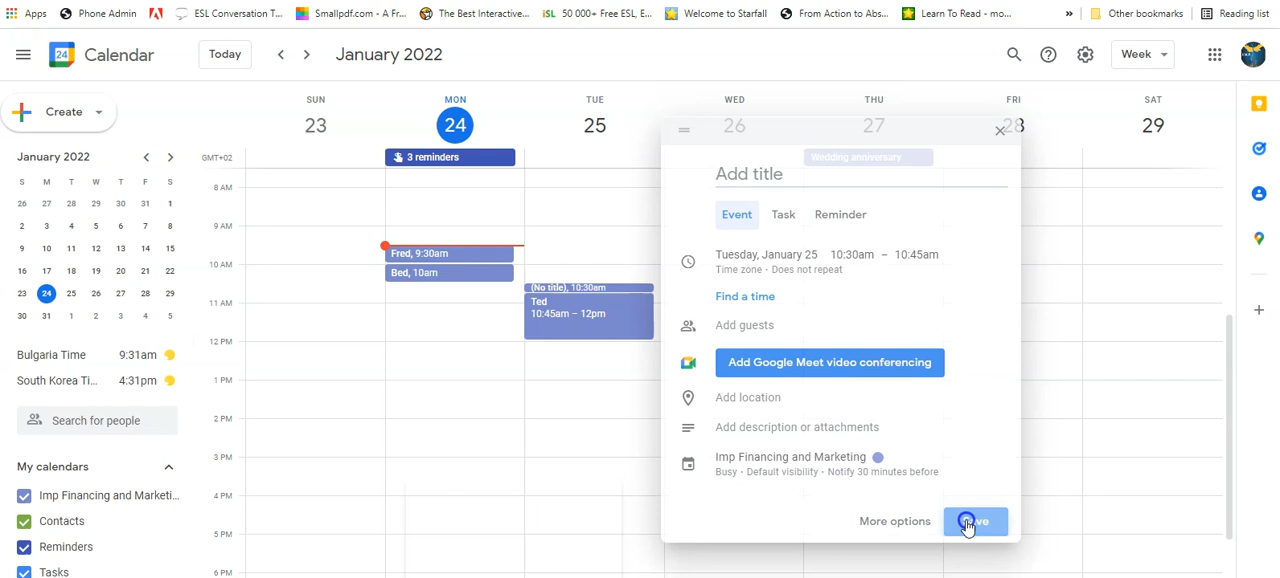 Apps Phone Admin ESL Conversation T... Smallpdf.com - A Fr... The Best Interactive... iSL 50 000+ Free ESL, E... Welcome to Starfall From Action to Abs... Learn To Read - mo... » Other bookmarks Reading list
24 Calendar Today January 2022 Week
Create
SUN MON TUE WED THU FRI SAT
23 24 25 26 27 28 29
January 2022
GMT+02 3 reminders Wedding anniversary
S M T W T F S
26 27 28 29 30 31 1
2 3 4 5 6 7 8
9 10 11 12 13 14 15
16 17 18 19 20 21 22
23 24 25 26 27 28 29
30 31 1 2 3 4 5
Bulgaria Time 9:31am
South Korea Ti... 4:31pm
Search for people
My calendars
Imp Financing and Marketi...
Contacts
Reminders
Tasks
8 AM
9 AM
10 AM
11 AM
12 PM
1 PM
2 PM
3 PM
4 PM
5 PM
6 PM
Fred, 9:30am
Bed, 10am
(No title), 10:30am
Ted
10:45am – 12pm
Add title
Event Task Reminder
Tuesday, January 25 10:30am – 10:45am
Time zone · Does not repeat
Find a time
Add guests
Add Google Meet video conferencing
Add location
Add description or attachments
Imp Financing and Marketing
Busy · Default visibility · Notify 30 minutes before
More options